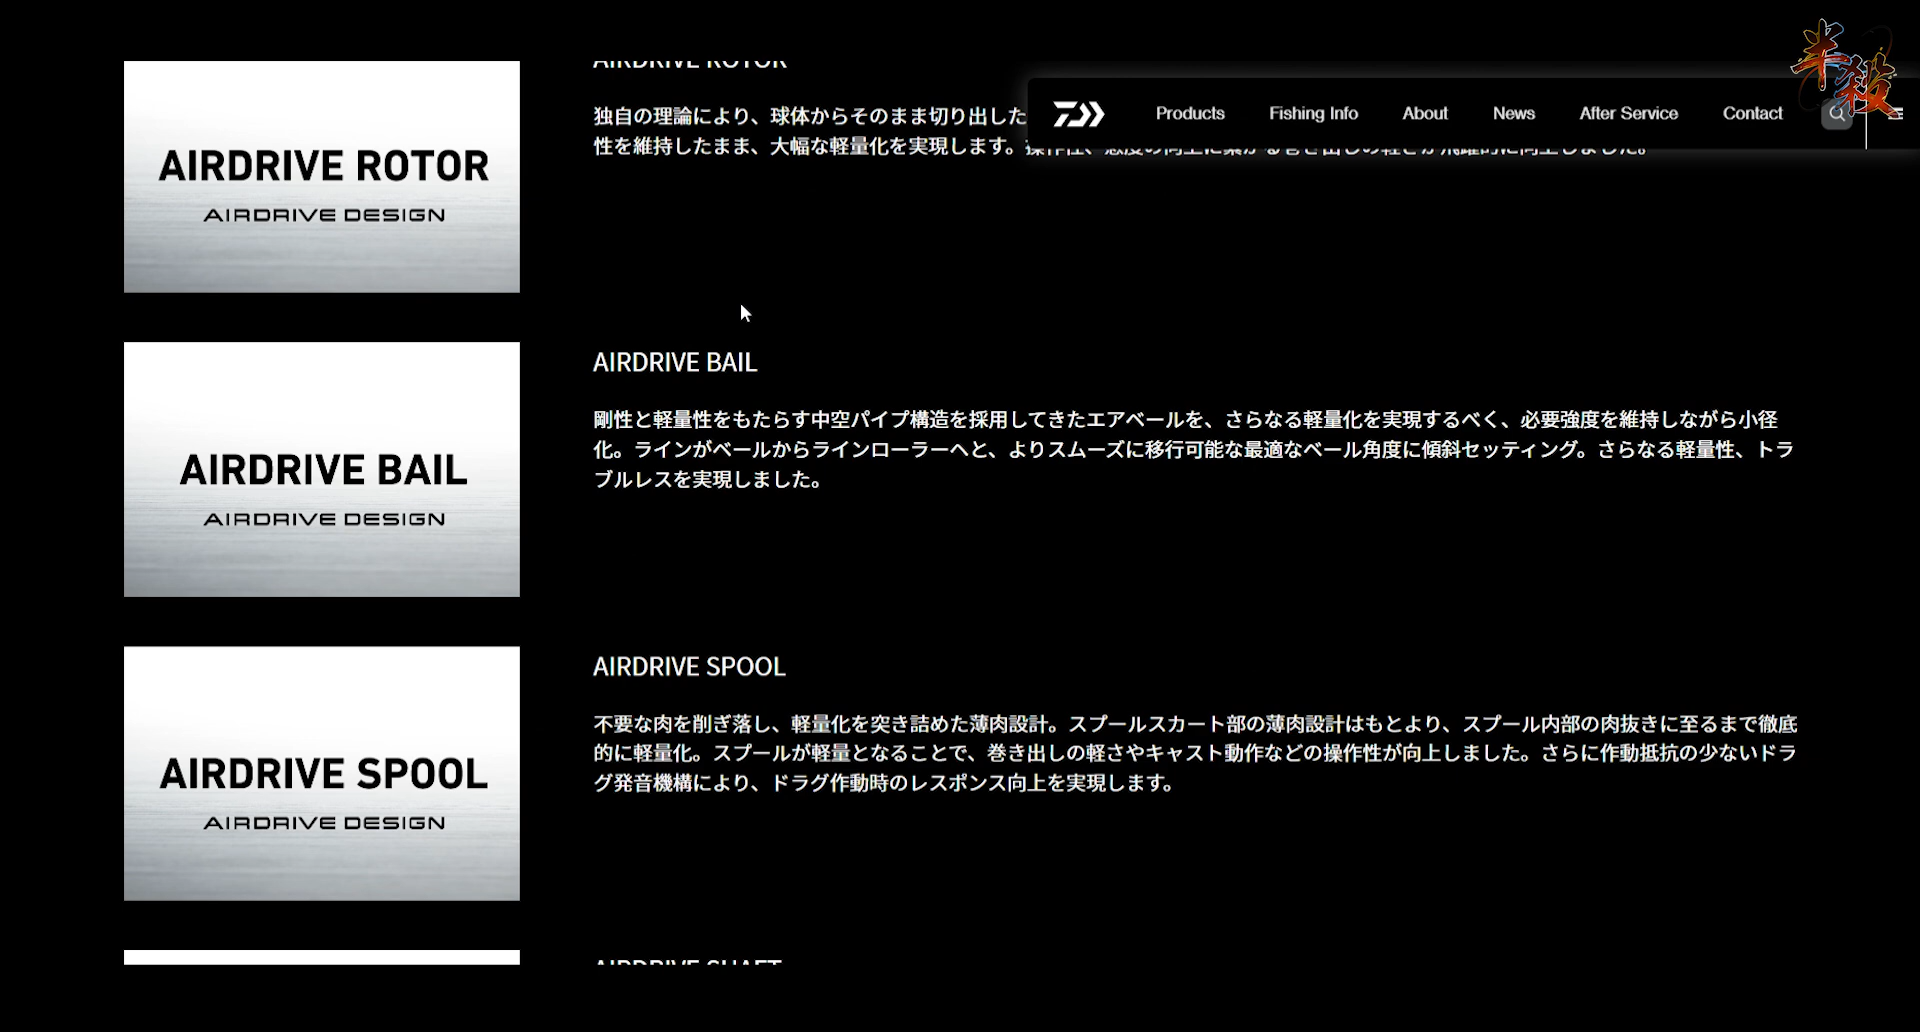 AIRDRIVE ROTOR
Products Fishing Info About News After Service Contact
半殺
独自の理論により、球体からそのまま切り出した
性を維持したまま、大幅な軽量化を実現します。
AIRDRIVE ROTOR
AIRDRIVE DESIGN
AIRDRIVE BAIL
剛性と軽量性をもたらす中空パイプ構造を採用してきたエアベールを、さらなる軽量化を実現するべく、必要強度を維持しながら小径
化。ラインがベールからラインローラーへと、よりスムーズに移行可能な最適なベール角度に傾斜セッティング。さらなる軽量性、トラ
ブルレスを実現しました。
AIRDRIVE BAIL
AIRDRIVE DESIGN
AIRDRIVE SPOOL
不要な肉を削ぎ落し、軽量化を突き詰めた薄肉設計。スプールスカート部の薄肉設計はもとより、スプール内部の肉抜きに至るまで徹底
的に軽量化。スプールが軽量となることで、巻き出しの軽さやキャスト動作などの操作性が向上しました。さらに作動抵抗の少ないドラ
グ発音機構により、ドラグ作動時のレスポンス向上を実現します。
AIRDRIVE SPOOL
AIRDRIVE DESIGN
AIRDRIVE SHAFT